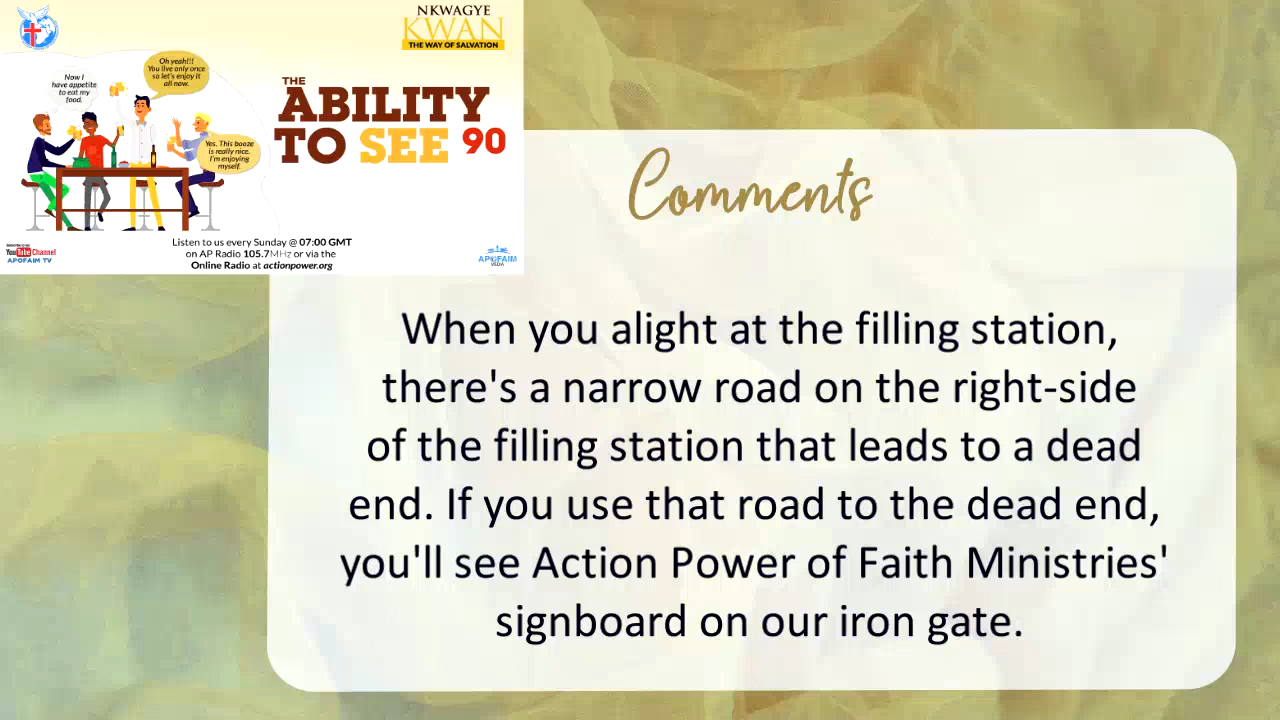 NKWAGYE
KWAN
THE WAY OF SALVATION
Oh yeah!!!
You live only once
so let's enjoy it
all now.
Now I
have appetite
to eat my
food.
Yes. This booze
is really nice.
I'm enjoying
myself.
THE
ABILITY
TO SEE 90
Listen to us every Sunday @ 07:00 GMT
on AP Radio 105.7MHz or via the
Online Radio at actionpower.org
YouTube Channel
APOFAIM TV
APOFAIM
MEDIA
Comments
When you alight at the filling station,
there's a narrow road on the right-side
of the filling station that leads to a dead
end. If you use that road to the dead end,
you'll see Action Power of Faith Ministries'
signboard on our iron gate.